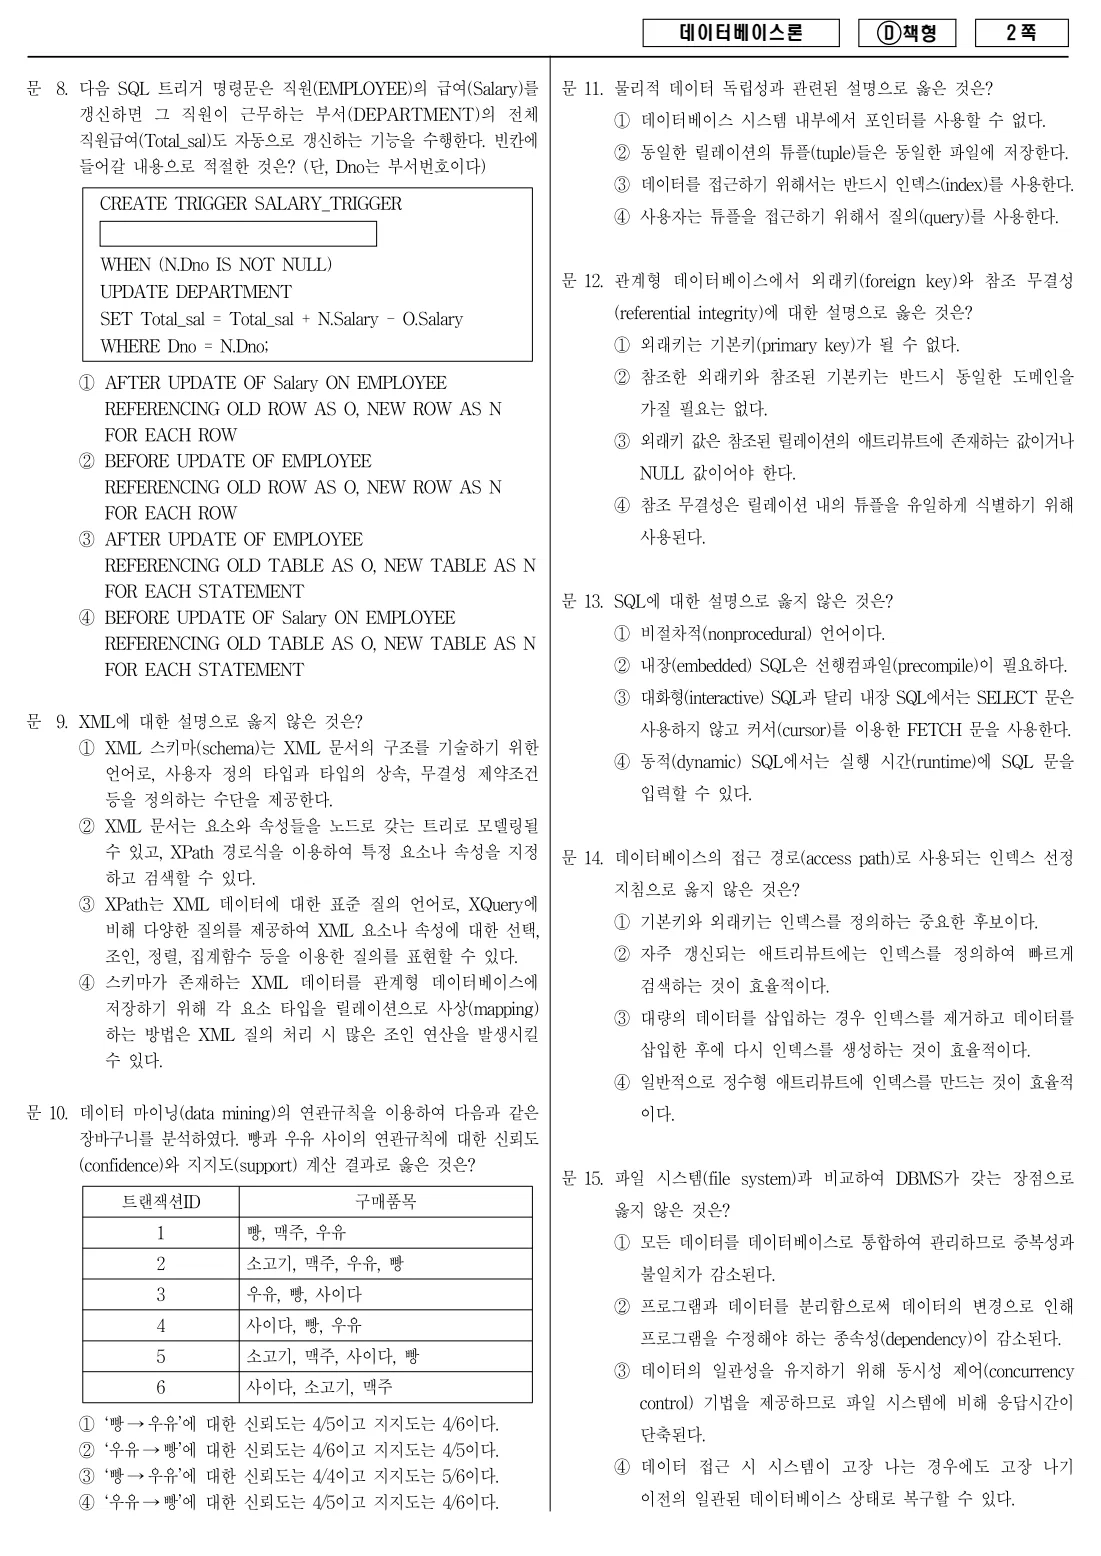 데이터베이스론
Ⓓ책형
2쪽
문 8. 다음 SQL 트리거 명령문은 직원(EMPLOYEE)의 급여(Salary)를
갱신하면 그 직원이 근무하는 부서(DEPARTMENT)의 전체
직원급여(Total_sal)도 자동으로 갱신하는 기능을 수행한다. 빈칸에
들어갈 내용으로 적절한 것은? (단, Dno는 부서번호이다)
CREATE TRIGGER SALARY_TRIGGER
WHEN (N.Dno IS NOT NULL)
UPDATE DEPARTMENT
SET Total_sal = Total_sal + N.Salary - O.Salary
WHERE Dno = N.Dno;
① AFTER UPDATE OF Salary ON EMPLOYEE
REFERENCING OLD ROW AS O, NEW ROW AS N
FOR EACH ROW
② BEFORE UPDATE OF EMPLOYEE
REFERENCING OLD ROW AS O, NEW ROW AS N
FOR EACH ROW
③ AFTER UPDATE OF EMPLOYEE
REFERENCING OLD TABLE AS O, NEW TABLE AS N
FOR EACH STATEMENT
④ BEFORE UPDATE OF Salary ON EMPLOYEE
REFERENCING OLD TABLE AS O, NEW TABLE AS N
FOR EACH STATEMENT
문 9. XML에 대한 설명으로 옳지 않은 것은?
① XML 스키마(schema)는 XML 문서의 구조를 기술하기 위한
언어로, 사용자 정의 타입과 타입의 상속, 무결성 제약조건
등을 정의하는 수단을 제공한다.
② XML 문서는 요소와 속성들을 노드로 갖는 트리로 모델링될
수 있고, XPath 경로식을 이용하여 특정 요소나 속성을 지정
하고 검색할 수 있다.
③ XPath는 XML 데이터에 대한 표준 질의 언어로, XQuery에
비해 다양한 질의를 제공하여 XML 요소나 속성에 대한 선택,
조인, 정렬, 집계함수 등을 이용한 질의를 표현할 수 있다.
④ 스키마가 존재하는 XML 데이터를 관계형 데이터베이스에
저장하기 위해 각 요소 타입을 릴레이션으로 사상(mapping)
하는 방법은 XML 질의 처리 시 많은 조인 연산을 발생시킬
수 있다.
문 10. 데이터 마이닝(data mining)의 연관규칙을 이용하여 다음과 같은
장바구니를 분석하였다. 빵과 우유 사이의 연관규칙에 대한 신뢰도
(confidence)와 지지도(support) 계산 결과로 옳은 것은?
트랜잭션ID 구매품목
1 빵, 맥주, 우유
2 소고기, 맥주, 우유, 빵
3 우유, 빵, 사이다
4 사이다, 빵, 우유
5 소고기, 맥주, 사이다, 빵
6 사이다, 소고기, 맥주
① ‘빵→우유’에 대한 신뢰도는 4/5이고 지지도는 4/6이다.
② ‘우유→빵’에 대한 신뢰도는 4/6이고 지지도는 4/5이다.
③ ‘빵→우유’에 대한 신뢰도는 4/4이고 지지도는 5/6이다.
④ ‘우유→빵’에 대한 신뢰도는 4/5이고 지지도는 4/6이다.
문 11. 물리적 데이터 독립성과 관련된 설명으로 옳은 것은?
① 데이터베이스 시스템 내부에서 포인터를 사용할 수 없다.
② 동일한 릴레이션의 튜플(tuple)들은 동일한 파일에 저장한다.
③ 데이터를 접근하기 위해서는 반드시 인덱스(index)를 사용한다.
④ 사용자는 튜플을 접근하기 위해서 질의(query)를 사용한다.
문 12. 관계형 데이터베이스에서 외래키(foreign key)와 참조 무결성
(referential integrity)에 대한 설명으로 옳은 것은?
① 외래키는 기본키(primary key)가 될 수 없다.
② 참조한 외래키와 참조된 기본키는 반드시 동일한 도메인을
가질 필요는 없다.
③ 외래키 값은 참조된 릴레이션의 애트리뷰트에 존재하는 값이거나
NULL 값이어야 한다.
④ 참조 무결성은 릴레이션 내의 튜플을 유일하게 식별하기 위해
사용된다.
문 13. SQL에 대한 설명으로 옳지 않은 것은?
① 비절차적(nonprocedural) 언어이다.
② 내장(embedded) SQL은 선행컴파일(precompile)이 필요하다.
③ 대화형(interactive) SQL과 달리 내장 SQL에서는 SELECT 문은
사용하지 않고 커서(cursor)를 이용한 FETCH 문을 사용한다.
④ 동적(dynamic) SQL에서는 실행 시간(runtime)에 SQL 문을
입력할 수 있다.
문 14. 데이터베이스의 접근 경로(access path)로 사용되는 인덱스 선정
지침으로 옳지 않은 것은?
① 기본키와 외래키는 인덱스를 정의하는 중요한 후보이다.
② 자주 갱신되는 애트리뷰트에는 인덱스를 정의하여 빠르게
검색하는 것이 효율적이다.
③ 대량의 데이터를 삽입하는 경우 인덱스를 제거하고 데이터를
삽입한 후에 다시 인덱스를 생성하는 것이 효율적이다.
④ 일반적으로 정수형 애트리뷰트에 인덱스를 만드는 것이 효율적
이다.
문 15. 파일 시스템(file system)과 비교하여 DBMS가 갖는 장점으로
옳지 않은 것은?
① 모든 데이터를 데이터베이스로 통합하여 관리하므로 중복성과
불일치가 감소된다.
② 프로그램과 데이터를 분리함으로써 데이터의 변경으로 인해
프로그램을 수정해야 하는 종속성(dependency)이 감소된다.
③ 데이터의 일관성을 유지하기 위해 동시성 제어(concurrency
control) 기법을 제공하므로 파일 시스템에 비해 응답시간이
단축된다.
④ 데이터 접근 시 시스템이 고장 나는 경우에도 고장 나기
이전의 일관된 데이터베이스 상태로 복구할 수 있다.